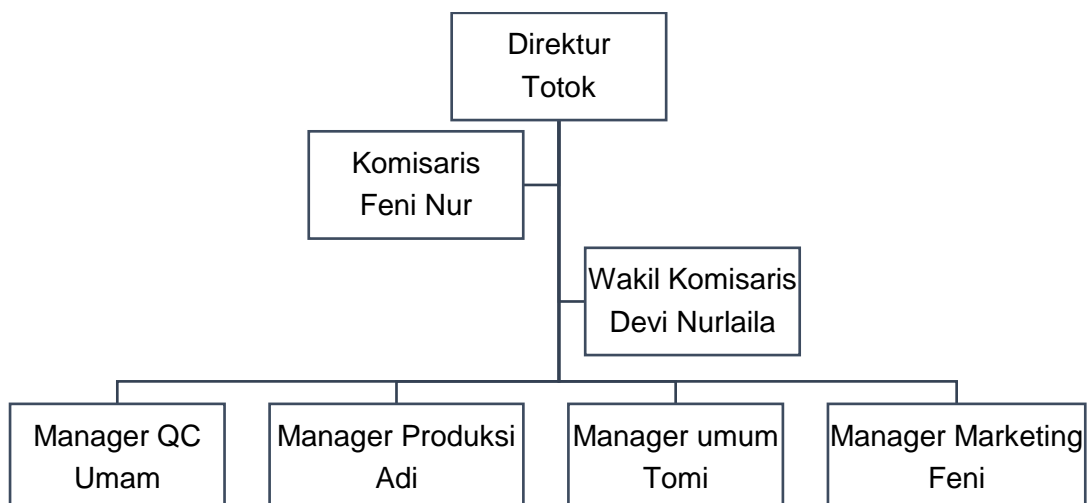 Direktur
Totok
Komisaris
Feni Nur
Wakil Komisaris
Devi Nurlaila
Manager QC
Umam
Manager Produksi
Adi
Manager umum
Tomi
Manager Marketing
Feni